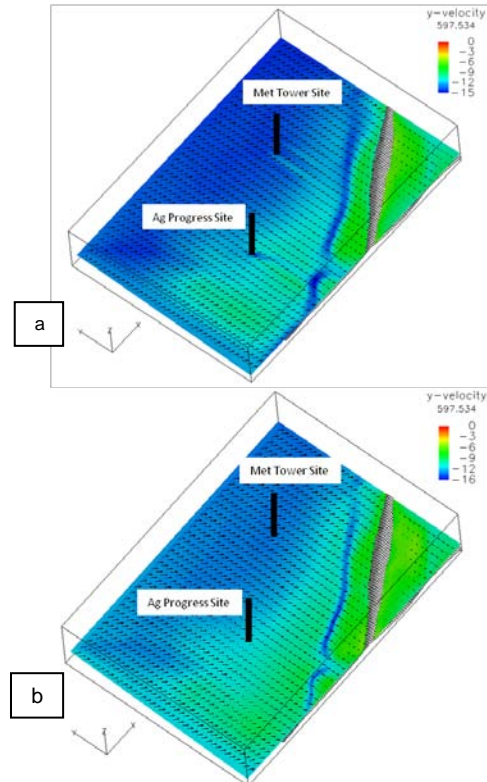 y-velocity
597.534
0
-3
-6
-9
-12
-15
Met Tower Site
Ag Progress Site
a
Y
Z
X
y-velocity
597.534
0
-3
-6
-9
-12
-16
Met Tower Site
Ag Progress Site
b
Z
X